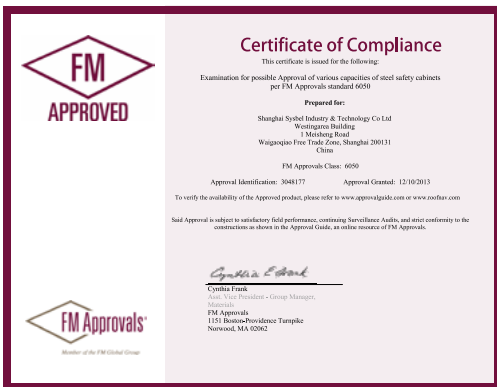 FM
APPROVED
Certificate of Compliance
This certificate is issued for the following:
Examination for possible Approval of various capacities of steel safety cabinets
per FM Approvals standard 6050
Prepared for:
Shanghai Sysbel Industry & Technology Co Ltd
Westingarea Building
1 Meisheng Road
Waigaoqiao Free Trade Zone, Shanghai 200131
China
FM Approvals Class: 6050
Approval Identification: 3048177 Approval Granted: 12/10/2013
To verify the availability of the Approved product, please refer to www.approvalguide.com or www.roofnav.com
Said Approval is subject to satisfactory field performance, continuing Surveillance Audits, and strict conformity to the
constructions as shown in the Approval Guide, an online resource of FM Approvals.
Cynthia E Frank
Cynthia Frank
Asst. Vice President - Group Manager,
Materials
FM Approvals
1151 Boston-Providence Turnpike
Norwood, MA 02062
FM Approvals
Member of the FM Global Group